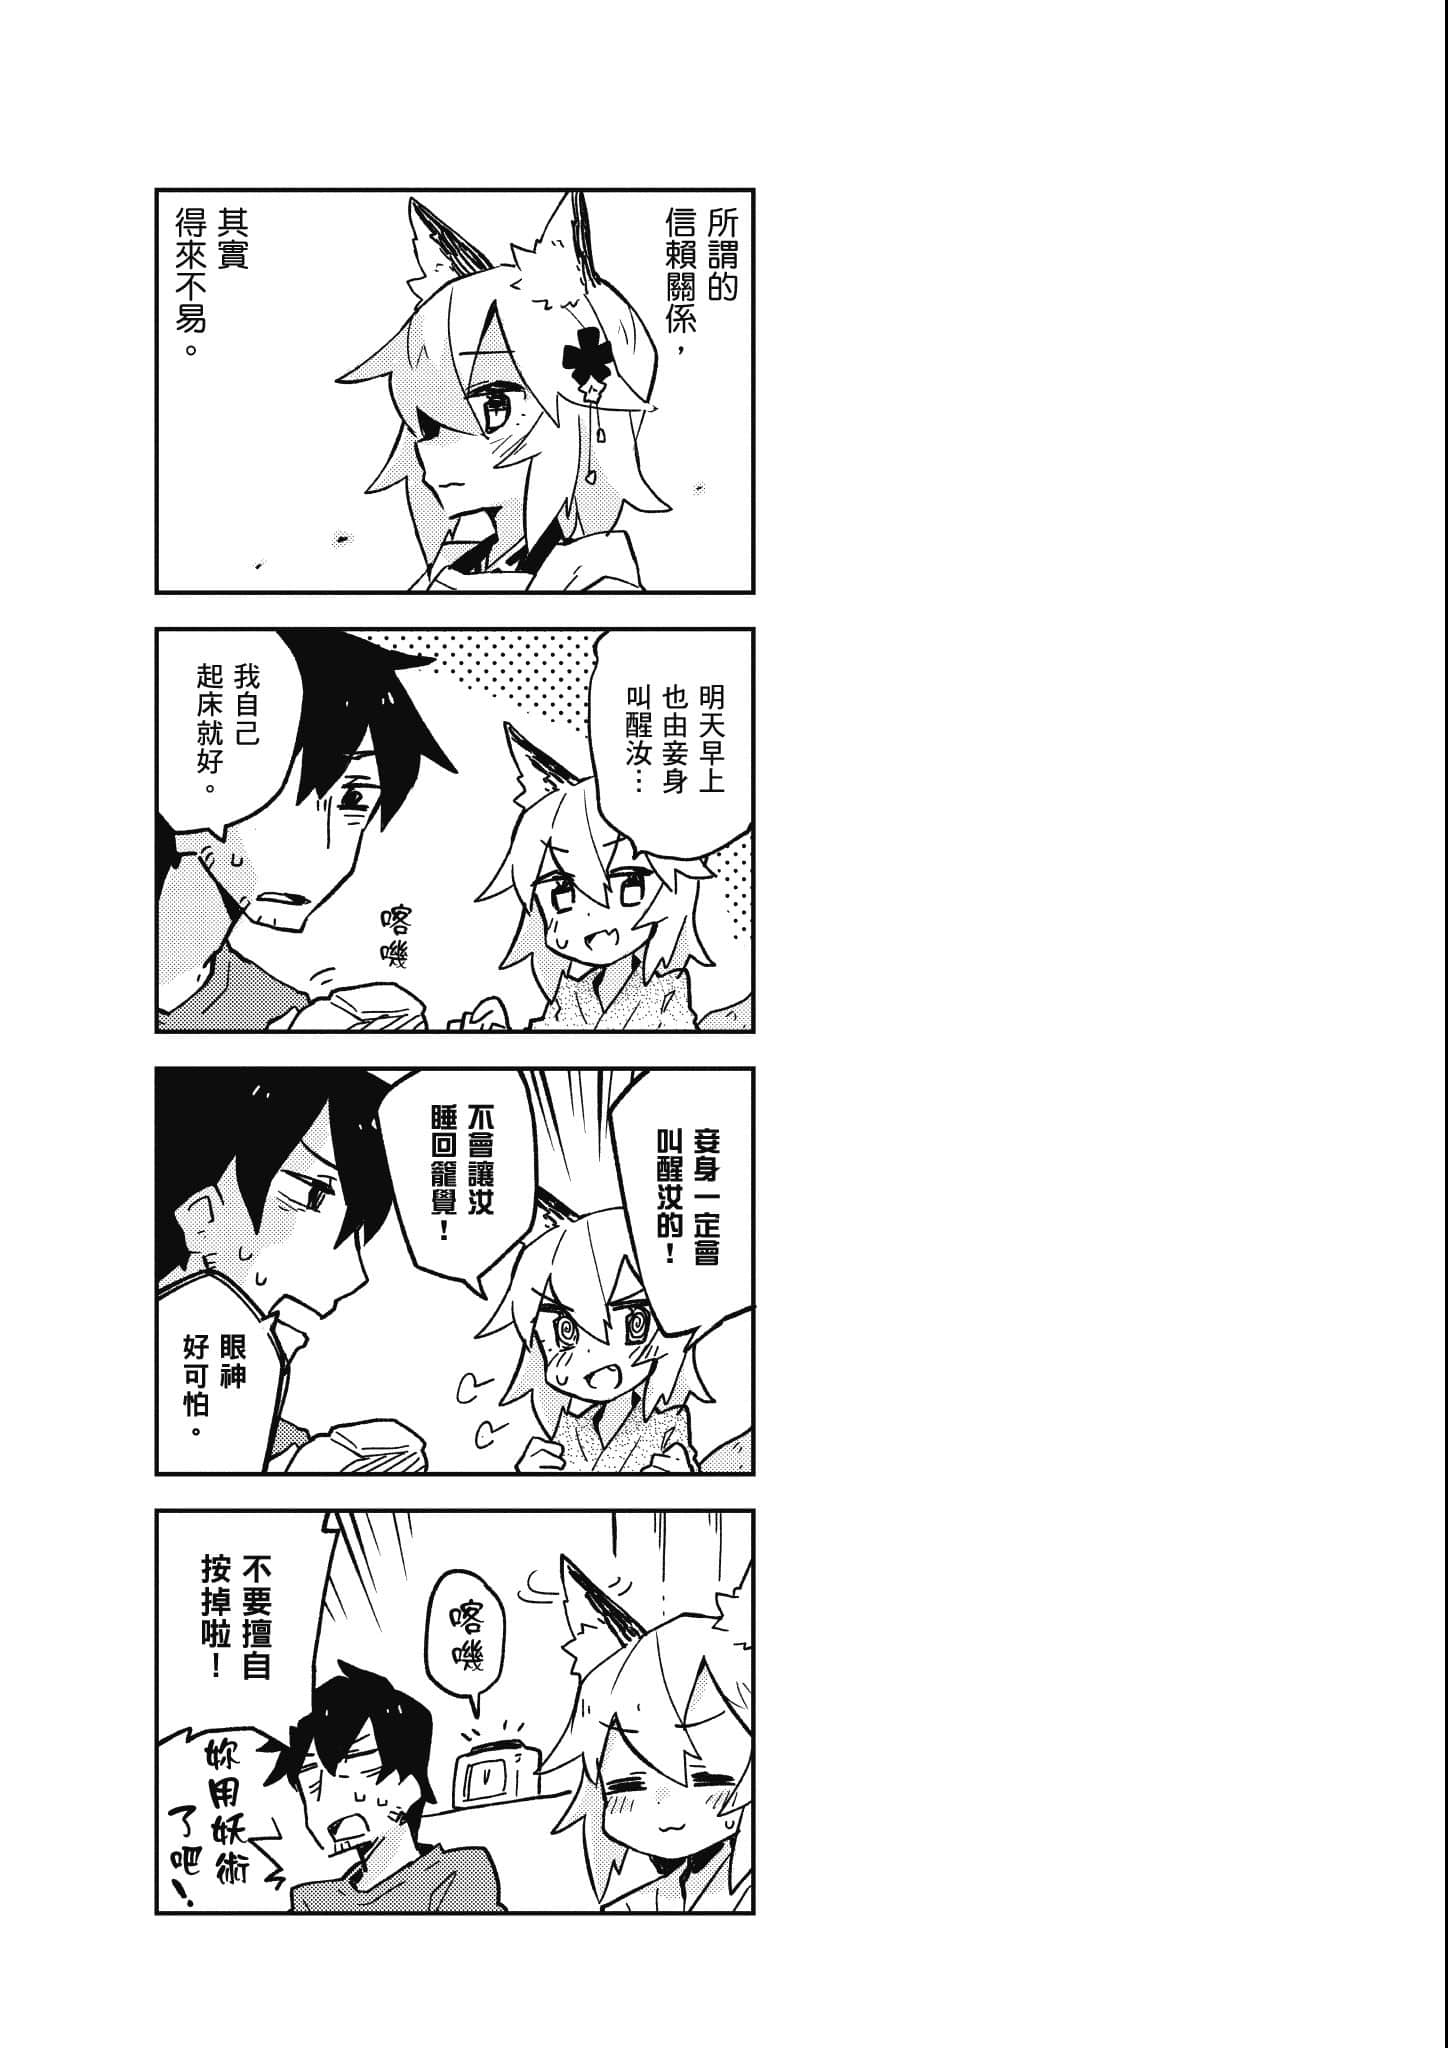 所謂的
信賴關係，
其實
得來不易。
明天早上
也由妾身
叫醒汝…
我自己
起床就好。
喀嘰
妾身一定會
叫醒汝的！
不會讓汝
睡回籠覺！
眼神
好可怕。
喀嘰
不要擅自
按掉啦！
妳用妖術
了吧！